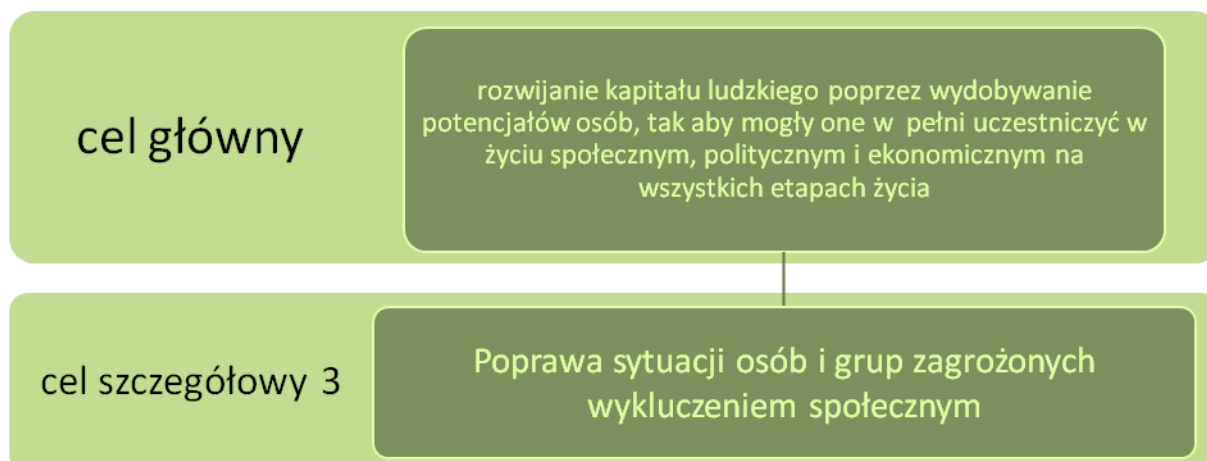 cel główny
rozwijanie kapitału ludzkiego poprzez wydobywanie
potencjałów osób, tak aby mogły one w pełni uczestniczyć w
życiu społecznym, politycznym i ekonomicznym na
wszystkich etapach życia
cel szczegółowy 3
Poprawa sytuacji osób i grup zagrożonych
wykluczeniem społecznym